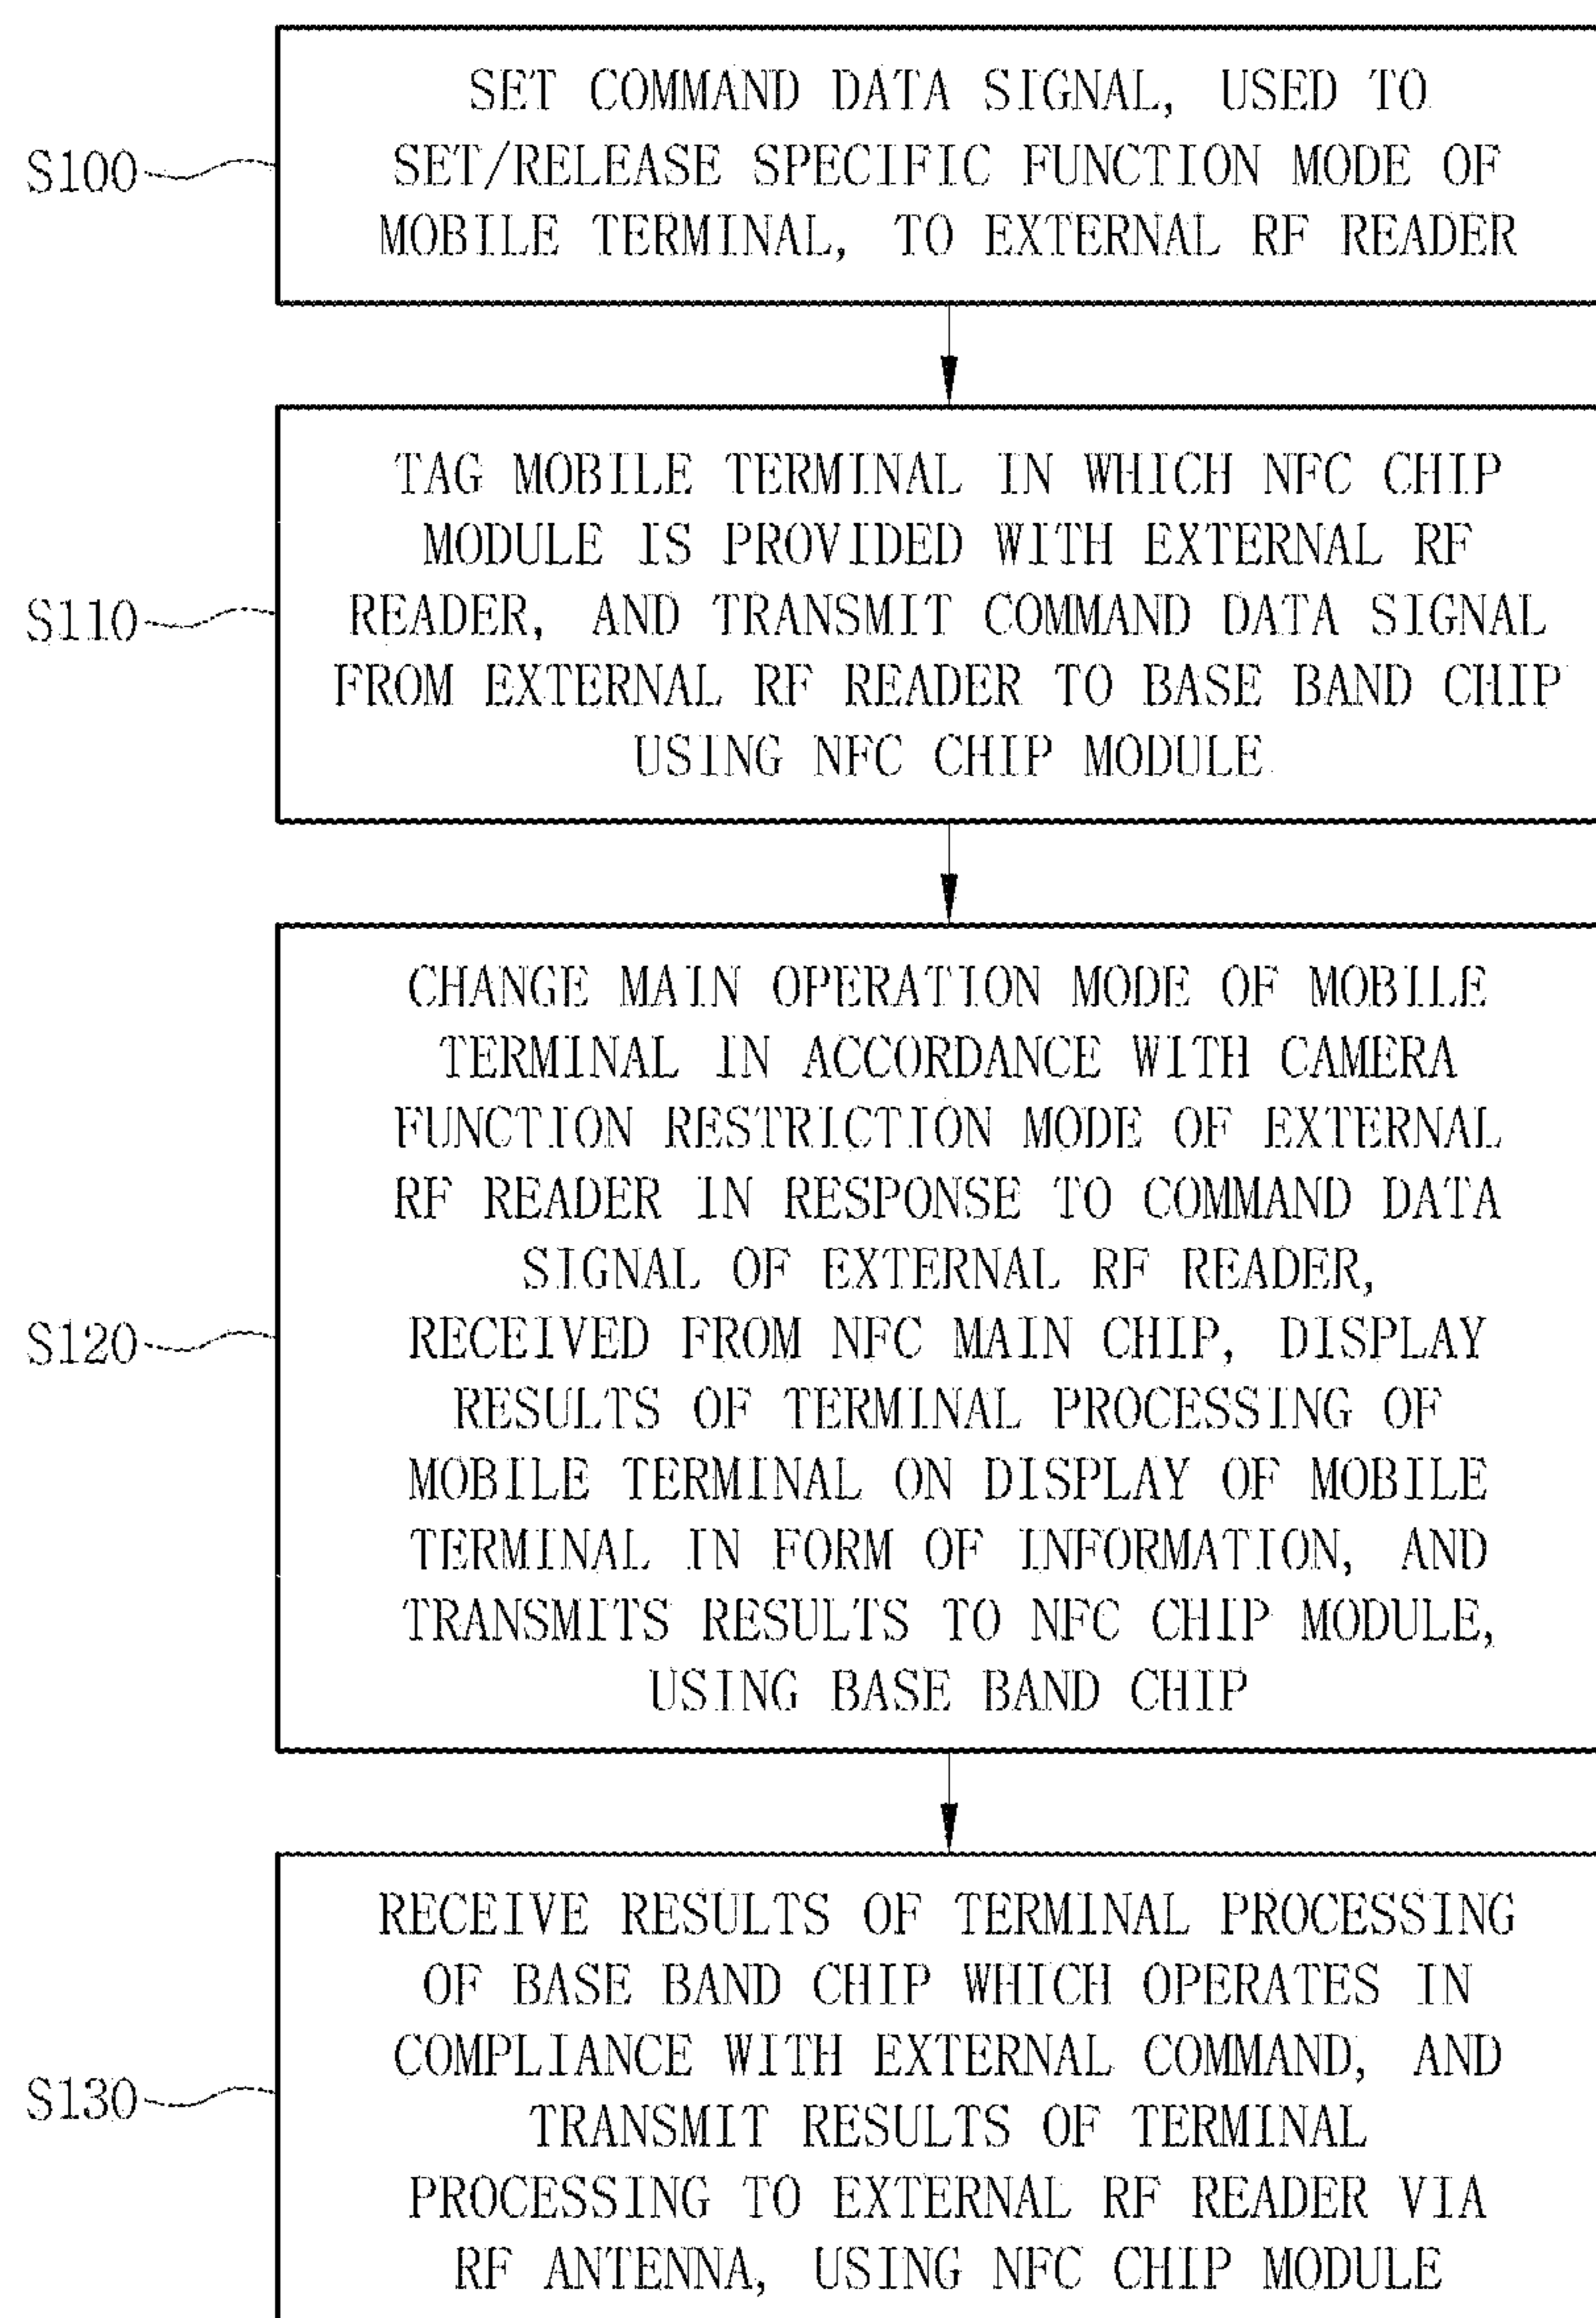 SET COMMAND DATA SIGNAL, USED TO
S100
SET/RELEASE SPECIFIC FUNCTION MODE OF
MOBILE TERMINAL, TO EXTERNAL RF READER
TAG MOBILE TERMINAL IN WHICH NFC CHIP
MODULE IS PROVIDED WITH EXTERNAL RF
S110
READER, AND TRANSMIT COMMAND DATA SIGNAL
FROM EXTERNAL RF READER TO BASE BAND CHIP
USING NFC CHIP MODULE
CHANGE MAIN OPERATION MODE OF MOBILE
TERMINAL IN ACCORDANCE WITH CAMERA
FUNCTION RESTRICTION MODE OF EXTERNAL
RF READER IN RESPONSE TO COMMAND DATA
SIGNAL OF EXTERNAL RF READER,
S120
RECEIVED FROM NFC MAIN CHIP, DISPLAY
RESULTS OF TERMINAL PROCESSING OF
MOBILE TERMINAL ON DISPLAY OF MOBILE
TERMINAL IN FORM OF INFORMATION, AND
TRANSMITS RESULTS TO NFC CHIP MODULE,
USING BASE BAND CHIP
RECEIVE RESULTS OF TERMINAL PROCESSING
OF BASE BAND CHIP WHICH OPERATES IN
COMPLIANCE WITH EXTERNAL COMMAND, AND
S130
TRANSMIT RESULTS OF TERMINAL
PROCESSING TO EXTERNAL RF READER VIA
RF ANTENNA, USING NFC CHIP MODULE